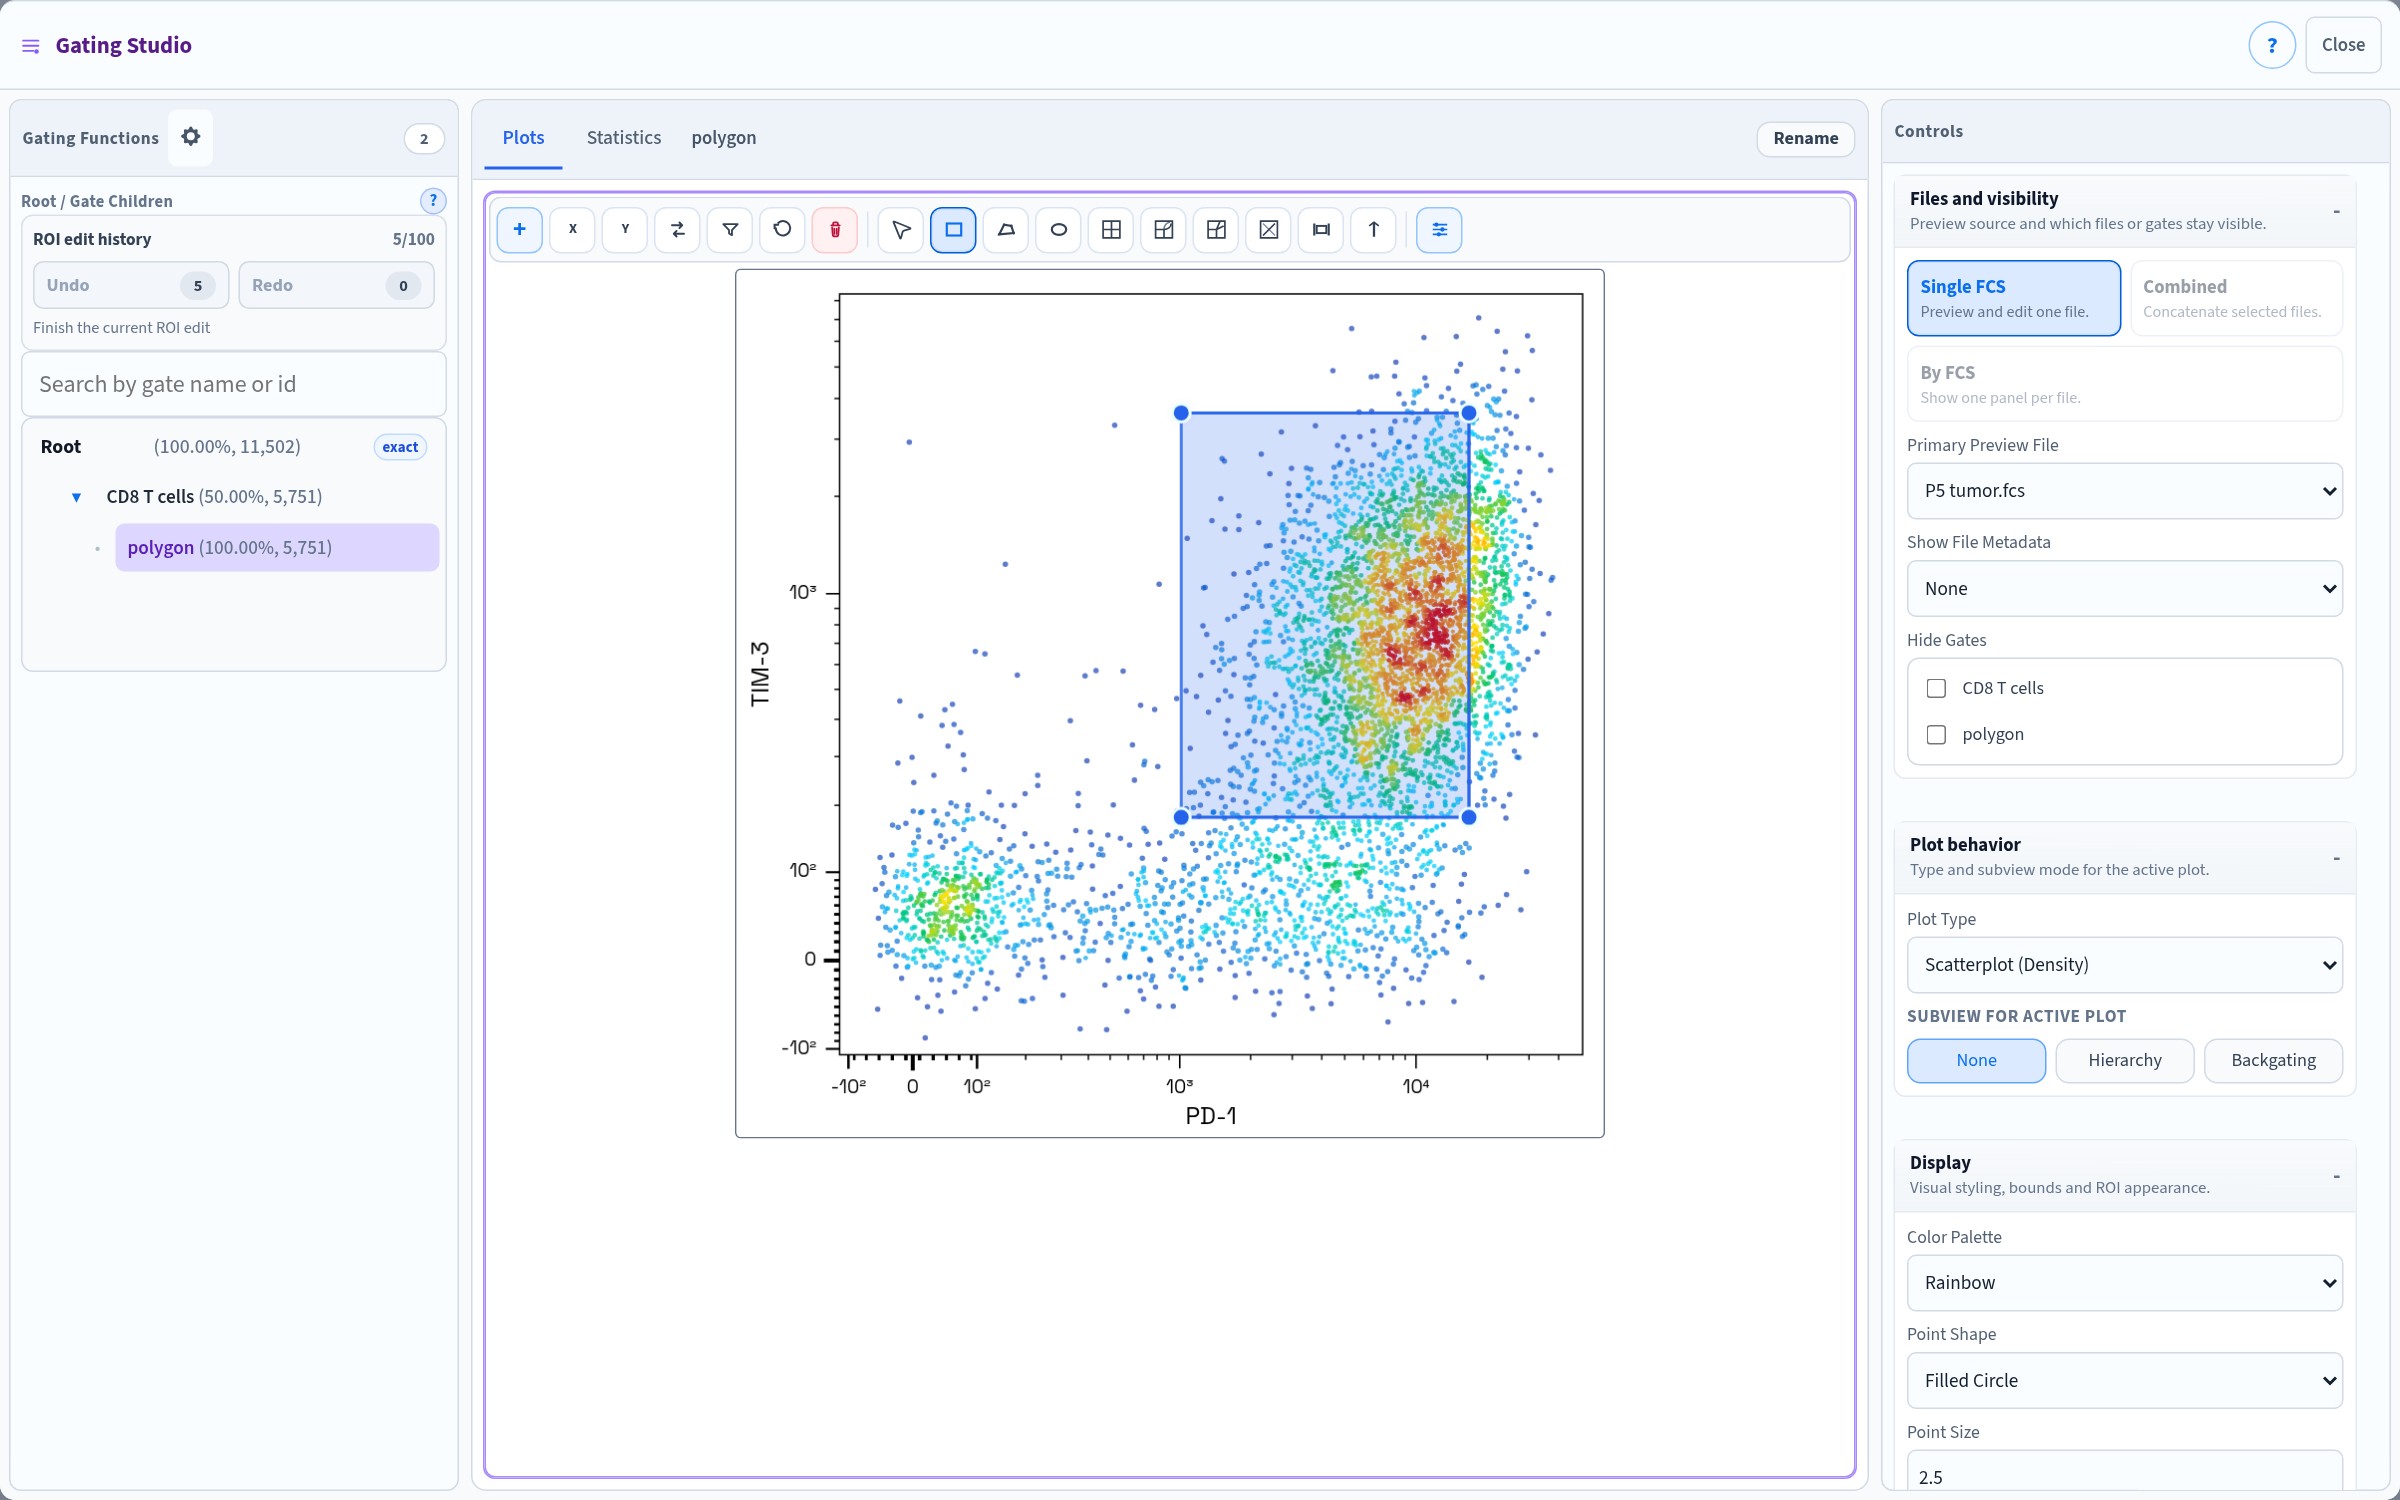 Gating Studio
?
Close
Gating Functions
2
Root / Gate Children
?
ROI edit history
5/100
Undo
5
Redo
0
Finish the current ROI edit
Search by gate name or id
Root
(100.00%, 11,502)
exact
CD8 T cells (50.00%, 5,751)
polygon (100.00%, 5,751)
Plots
Statistics
polygon
Rename
+
X
Y
TIM-3
10³
10²
0
-10²
-10²
0
10²
10³
10⁴
PD-1
Controls
Files and visibility
Preview source and which files or gates stay visible.
-
Single FCS
Preview and edit one file.
Combined
Concatenate selected files.
By FCS
Show one panel per file.
Primary Preview File
P5 tumor.fcs
Show File Metadata
None
Hide Gates
CD8 T cells
polygon
Plot behavior
Type and subview mode for the active plot.
-
Plot Type
Scatterplot (Density)
SUBVIEW FOR ACTIVE PLOT
None
Hierarchy
Backgating
Display
Visual styling, bounds and ROI appearance.
-
Color Palette
Rainbow
Point Shape
Filled Circle
Point Size
2.5